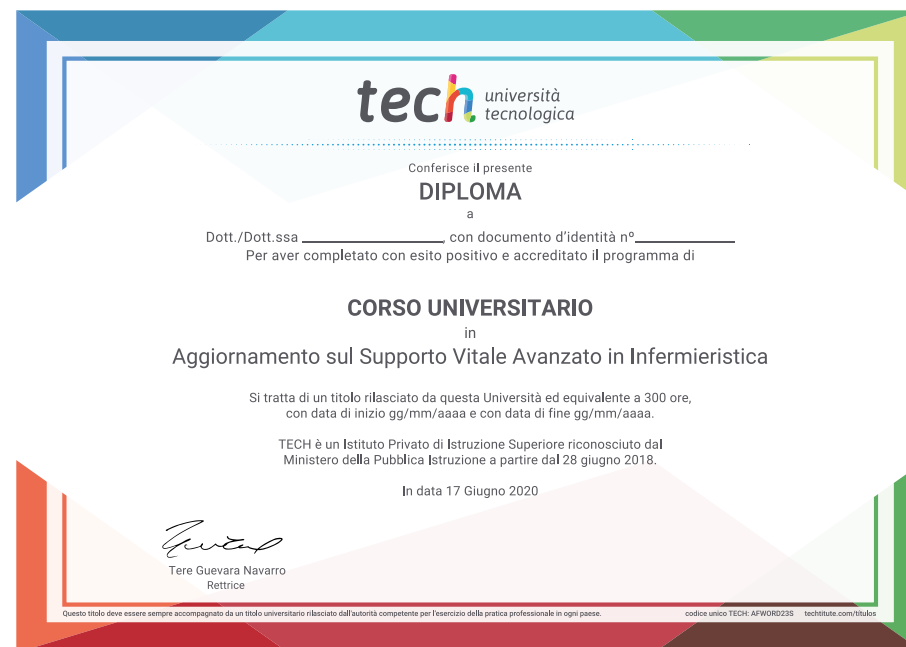 tech università
tecnologica
Conferisce il presente
DIPLOMA
a
Dott./Dott.ssa ____________________, con documento d'identità nº______________
Per aver completato con esito positivo e accreditato il programma di
CORSO UNIVERSITARIO
in
Aggiornamento sul Supporto Vitale Avanzato in Infermieristica
Si tratta di un titolo rilasciato da questa Università ed equivalente a 300 ore,
con data di inizio gg/mm/aaaa e con data di fine gg/mm/aaaa.
TECH è un Istituto Privato di Istruzione Superiore riconosciuto dal
Ministero della Pubblica Istruzione a partire dal 28 giugno 2018.
In data 17 Giugno 2020
Tere Guevara Navarro
Rettrice
Questo titolo deve essere sempre accompagnato da un titolo universitario rilasciato dall'autorità competente per l'esercizio della pratica professionale in ogni paese. codice unico TECH: AFWORD23S techtitute.com/titulos